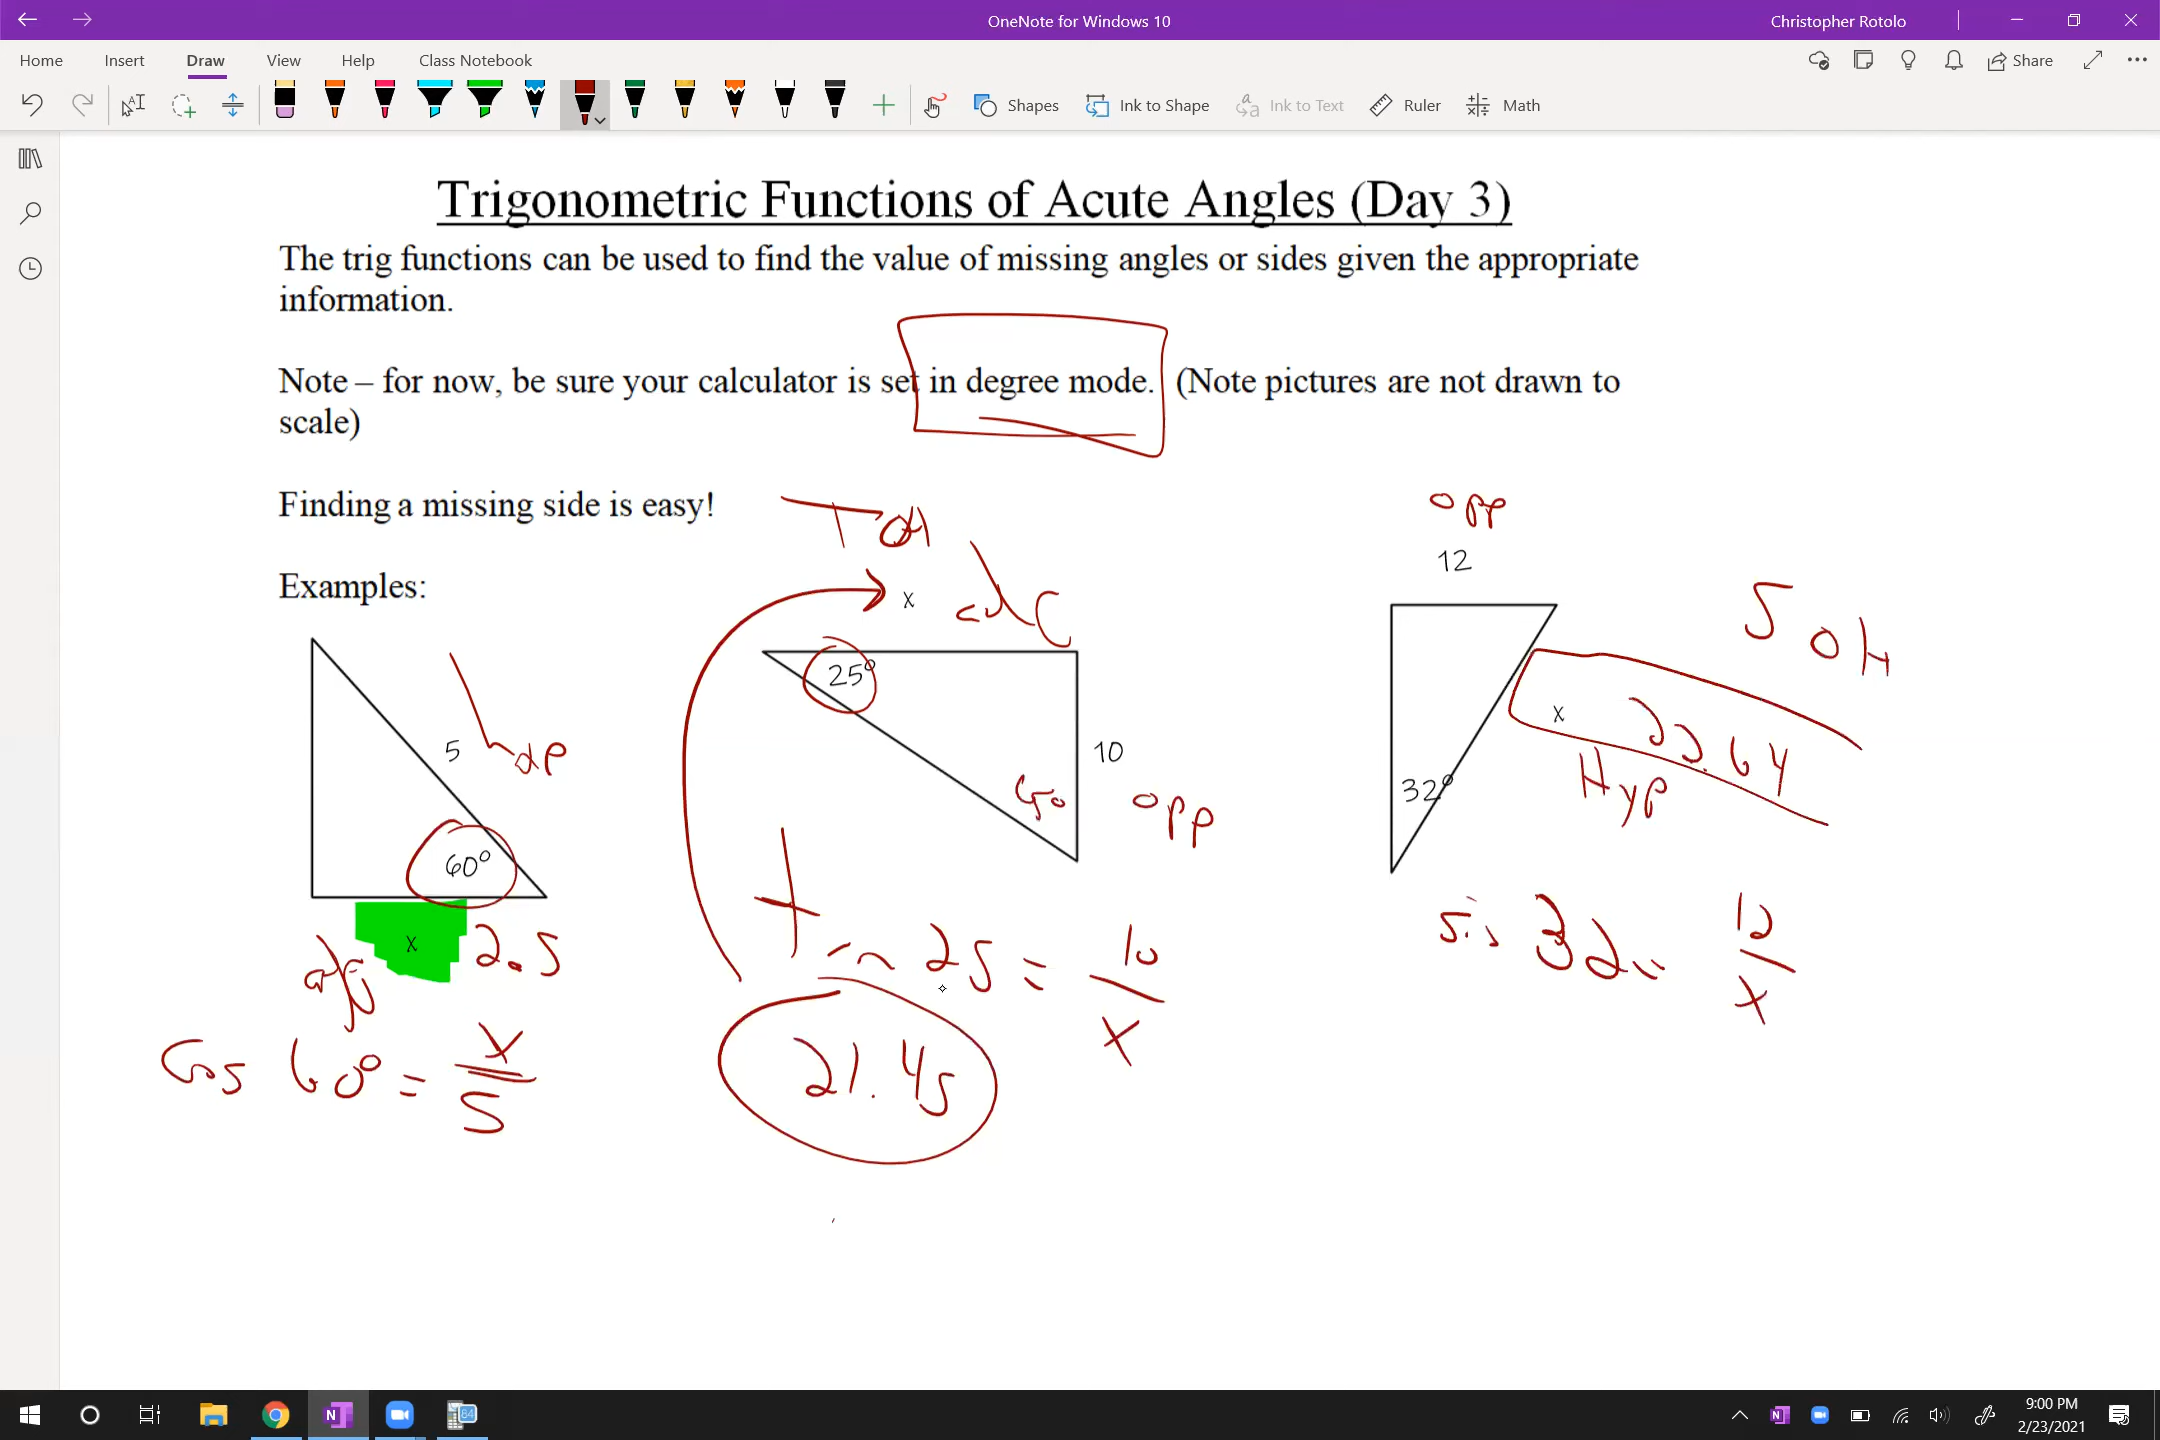 OneNote for Windows 10
Christopher Rotolo
Home Insert Draw View Help Class Notebook
Share
Shapes Ink to Shape Ink to Text Ruler Math
Trigonometric Functions of Acute Angles (Day 3)
The trig functions can be used to find the value of missing angles or sides given the appropriate
information.
Note – for now, be sure your calculator is set in degree mode. (Note pictures are not drawn to
scale)
Finding a missing side is easy!
Examples:
5
60°
x 2.5
adj
Cos 60° = x/5
x
25°
10
opp
65°
tan 25 = 10/x
21.45
opp
12
SOH
x 22.64
Hyp
32°
sin 32 = 12/x
9:00 PM
2/23/2021